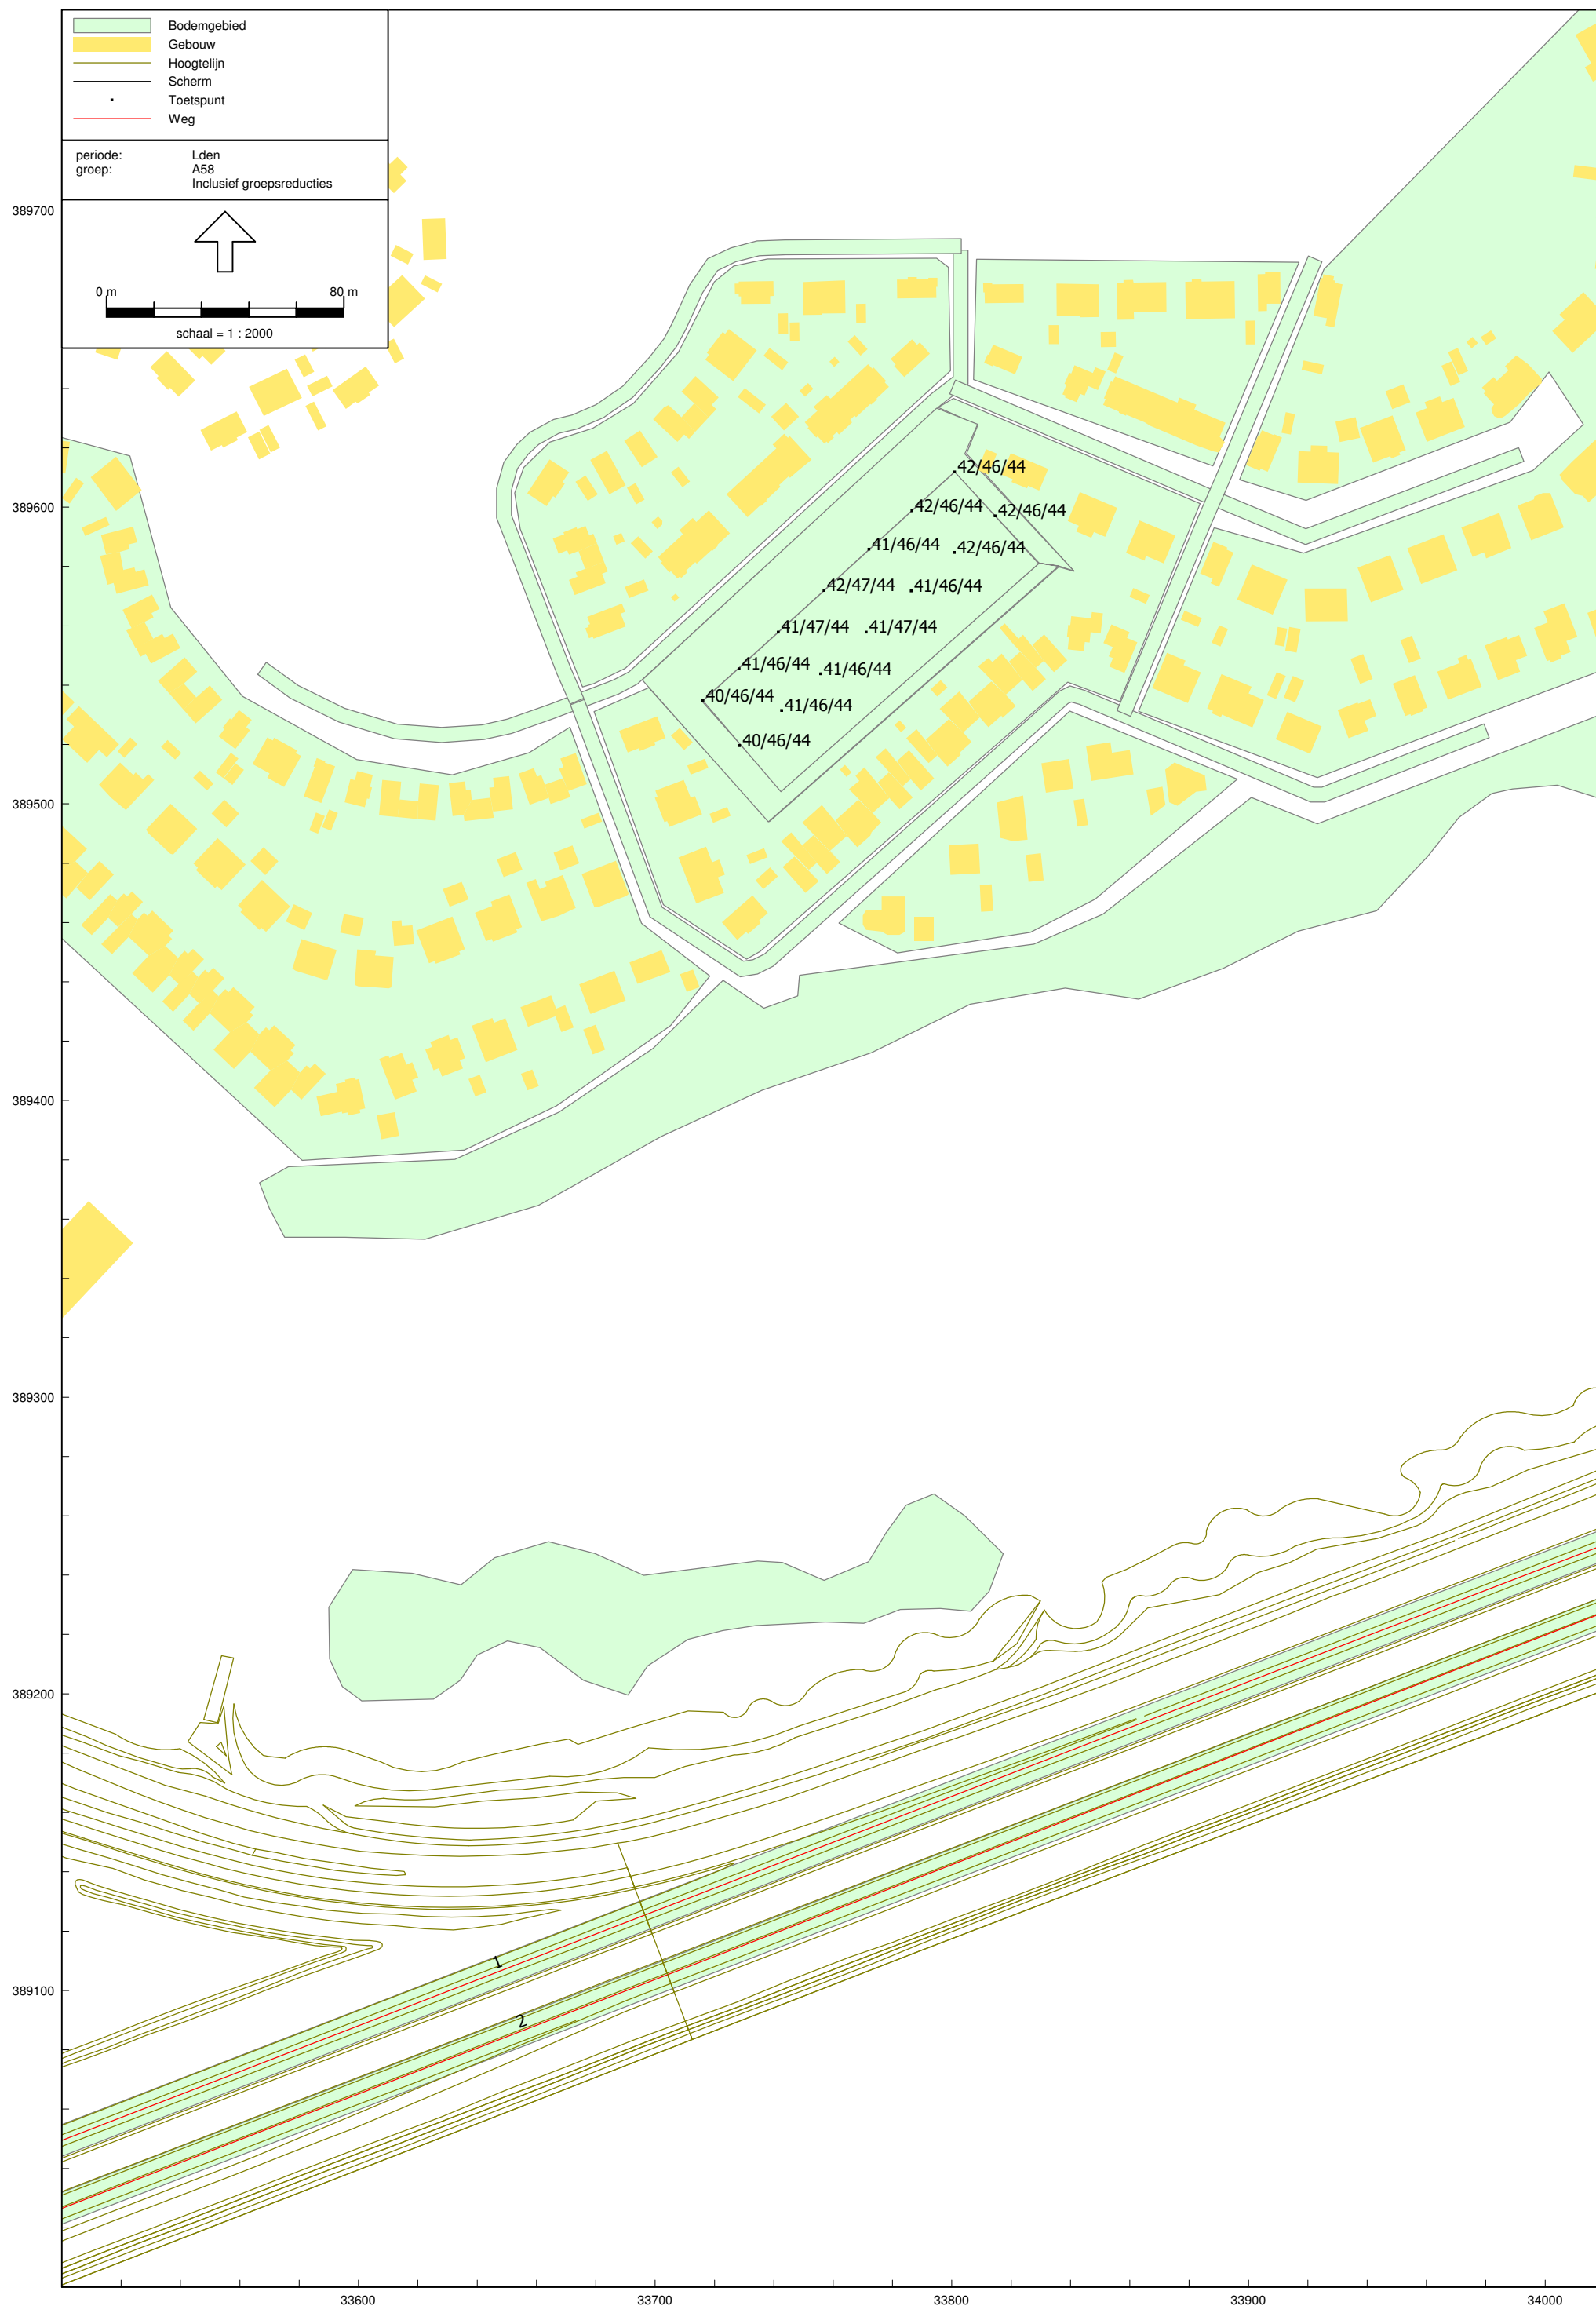 Bodemgebied
Gebouw
Hoogtelijn
Scherm
Toetspunt
Weg
periode: Lden
groep: A58
Inclusief groepsreducties
0 m 80 m
schaal = 1 : 2000
389700
389600
389500
389400
389300
389200
389100
42/46/44
42/46/44
42/46/44
41/46/44
42/46/44
42/47/44
41/46/44
41/47/44
41/47/44
41/46/44
41/46/44
40/46/44
41/46/44
40/46/44
1
2
33600 33700 33800 33900 34000